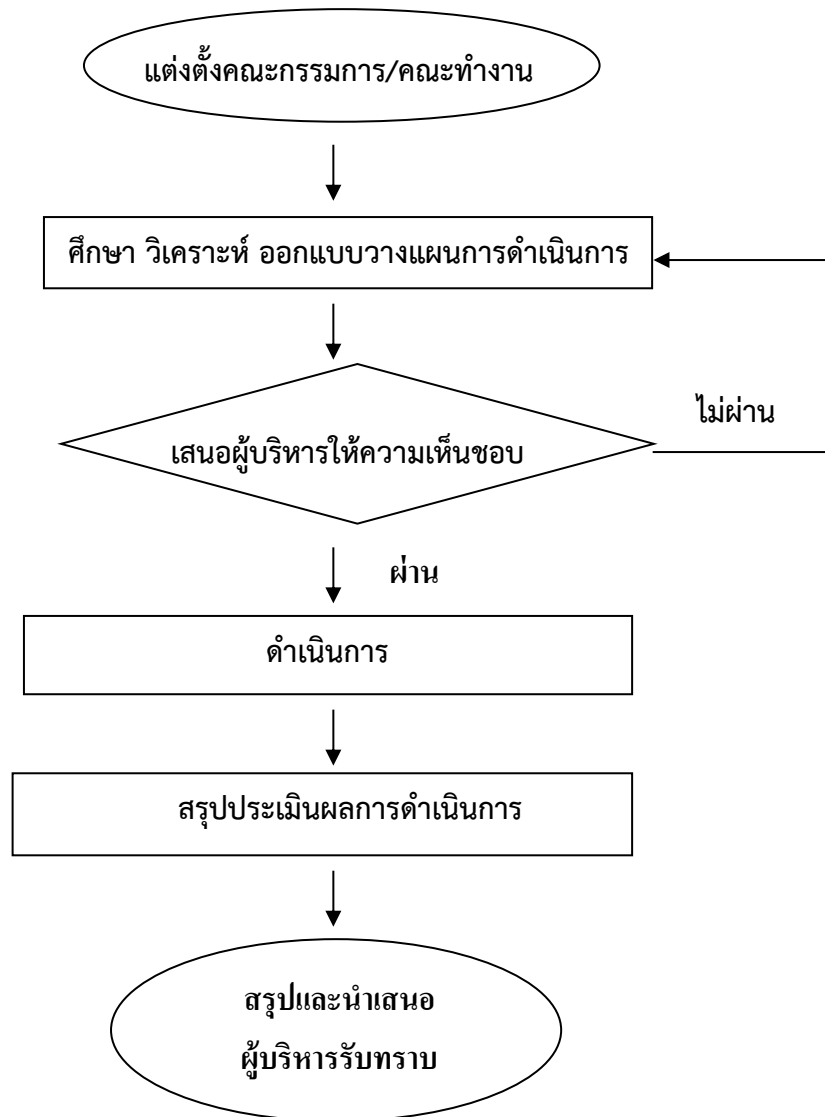 แต่งตั้งคณะกรรมการ/คณะทำงาน
ศึกษา วิเคราะห์ ออกแบบวางแผนการดำเนินการ
ไม่ผ่าน
เสนอผู้บริหารให้ความเห็นชอบ
ผ่าน
ดำเนินการ
สรุปประเมินผลการดำเนินการ
สรุปและนำเสนอ
ผู้บริหารรับทราบ